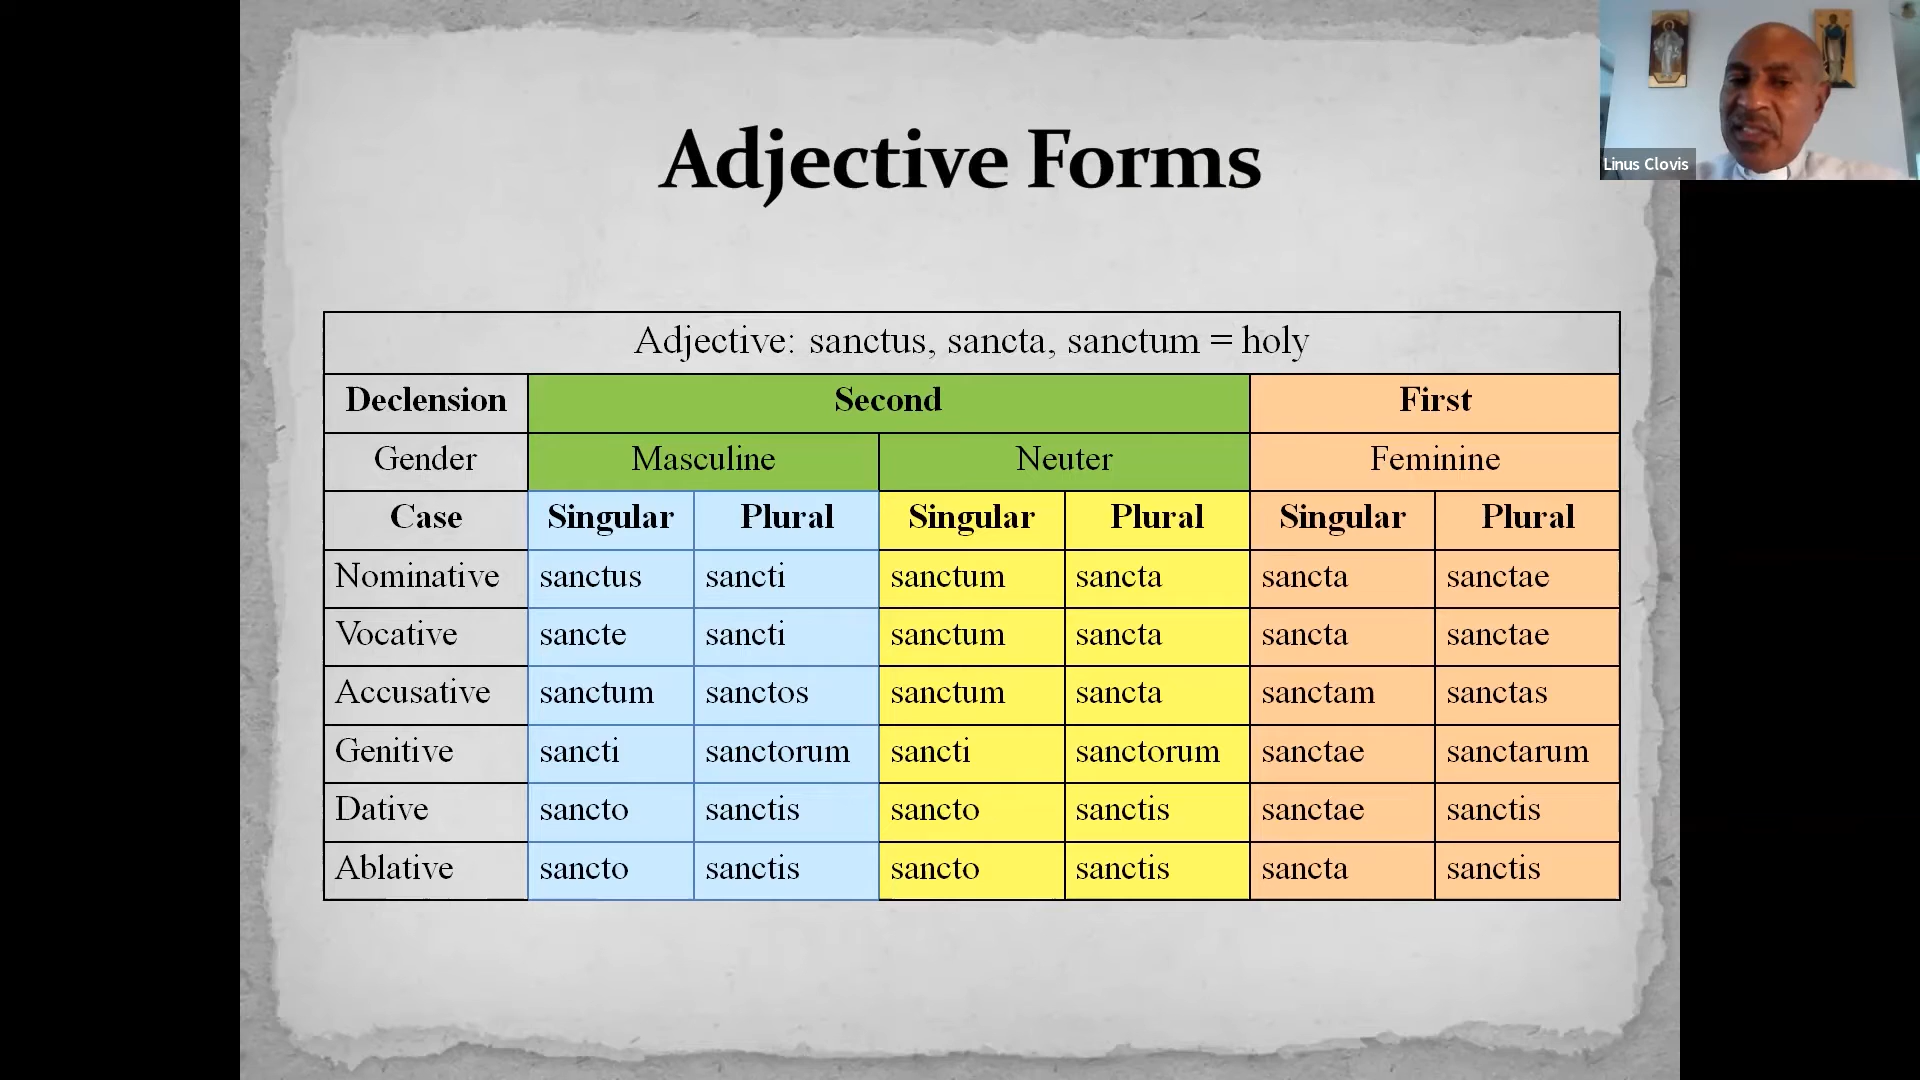 Adjective Forms
Linus Clovis
Adjective: sanctus, sancta, sanctum = holy
Declension Second First
Gender Masculine Neuter Feminine
Case Singular Plural Singular Plural Singular Plural
Nominative sanctus sancti sanctum sancta sancta sanctae
Vocative sancte sancti sanctum sancta sancta sanctae
Accusative sanctum sanctos sanctum sancta sanctam sanctas
Genitive sancti sanctorum sancti sanctorum sanctae sanctarum
Dative sancto sanctis sancto sanctis sanctae sanctis
Ablative sancto sanctis sancto sanctis sancta sanctis